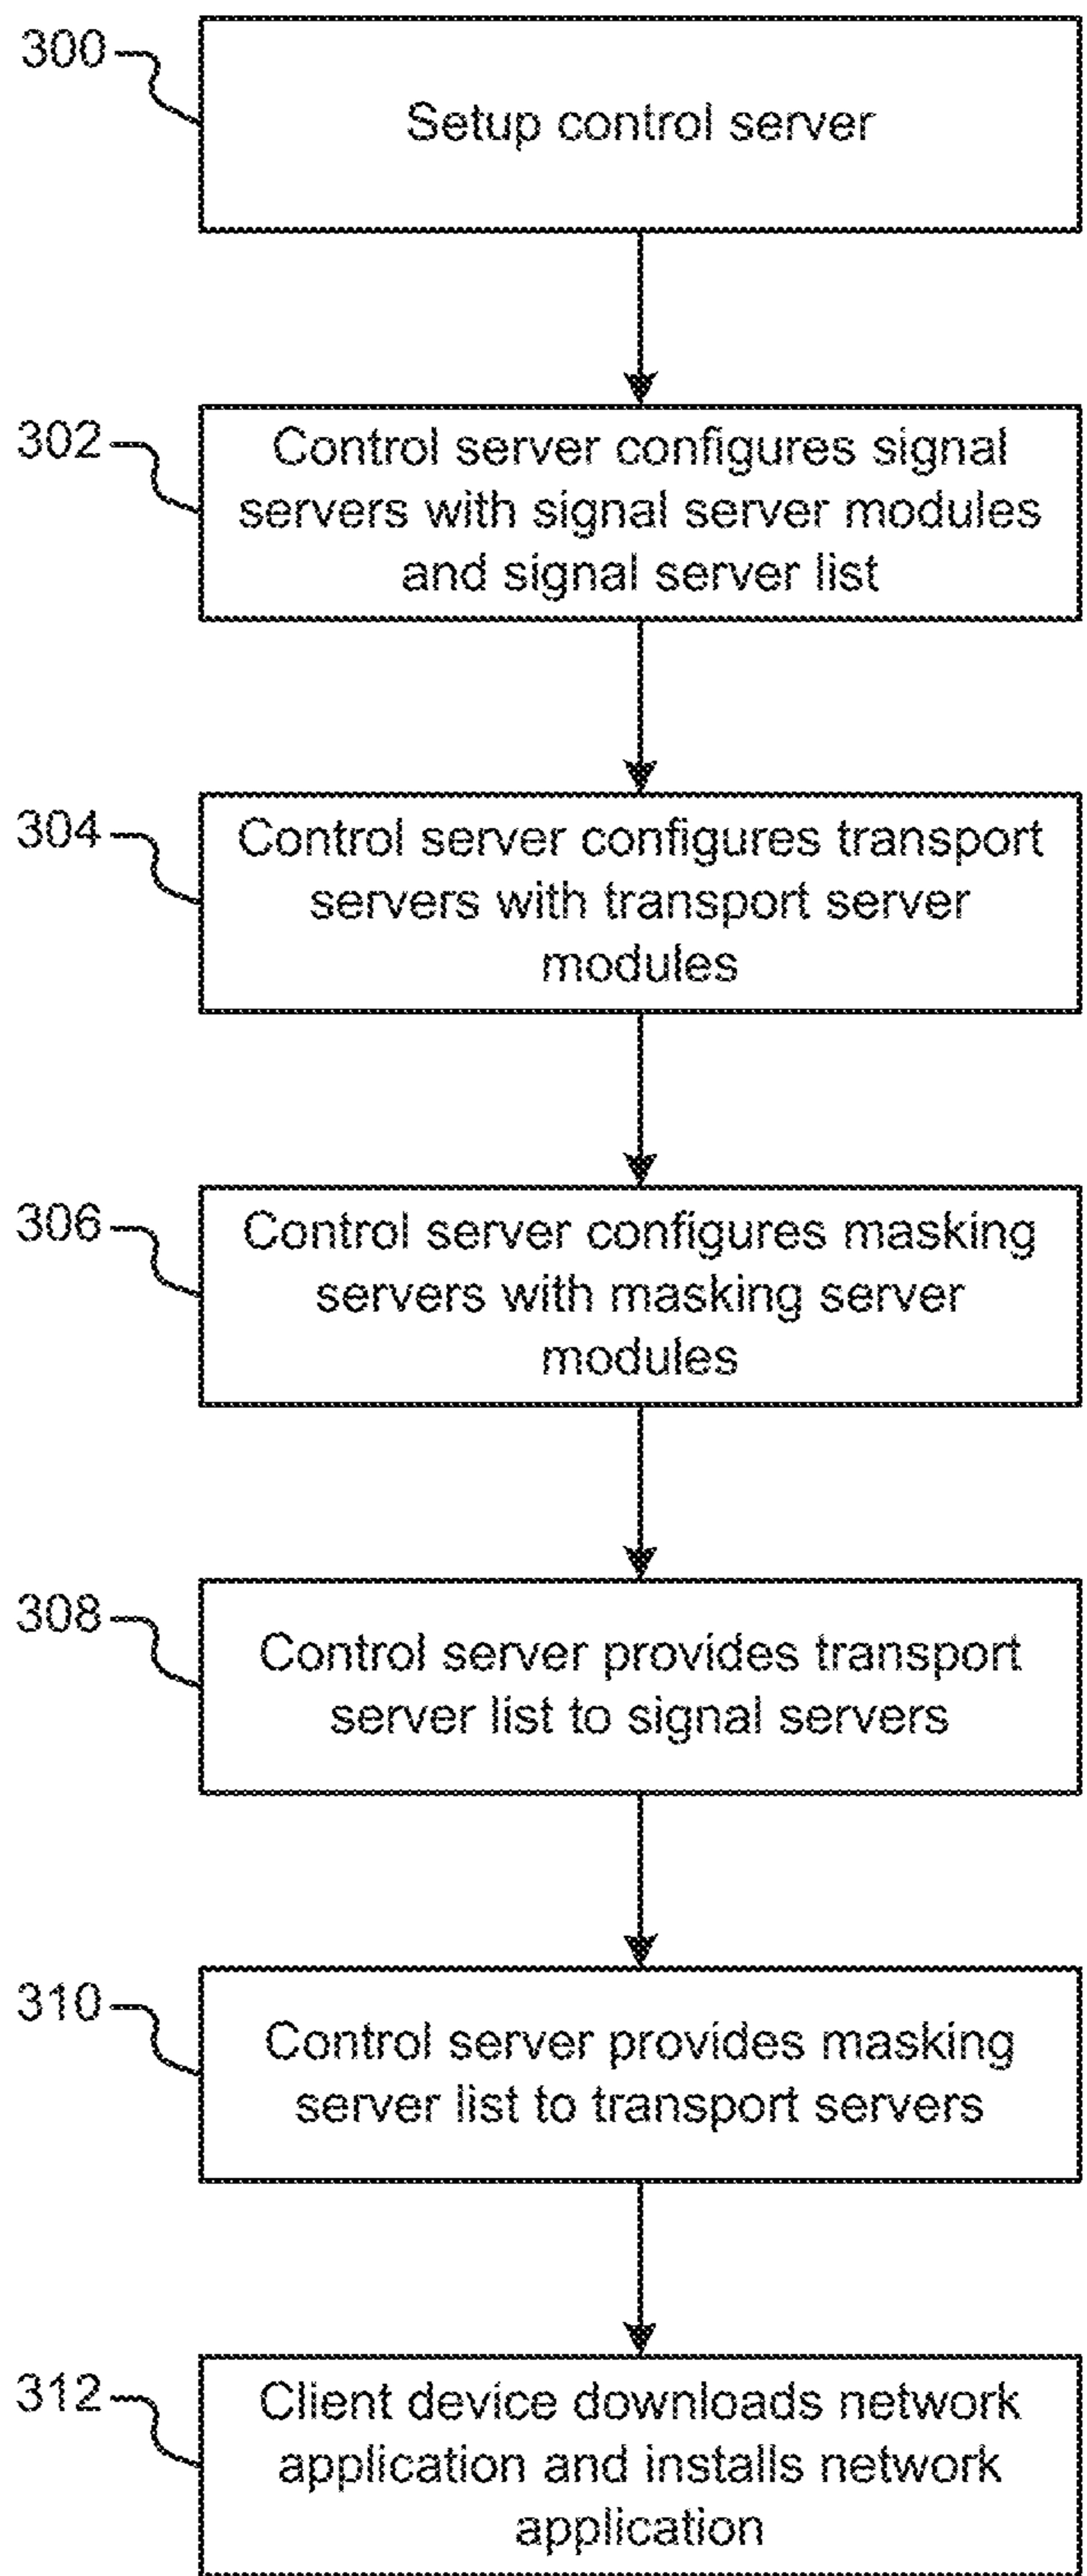 300
Setup control server
302
Control server configures signal
servers with signal server modules
and signal server list
304
Control server configures transport
servers with transport server
modules
306
Control server configures masking
servers with masking server
modules
308
Control server provides transport
server list to signal servers
310
Control server provides masking
server list to transport servers
312
Client device downloads network
application and installs network
application